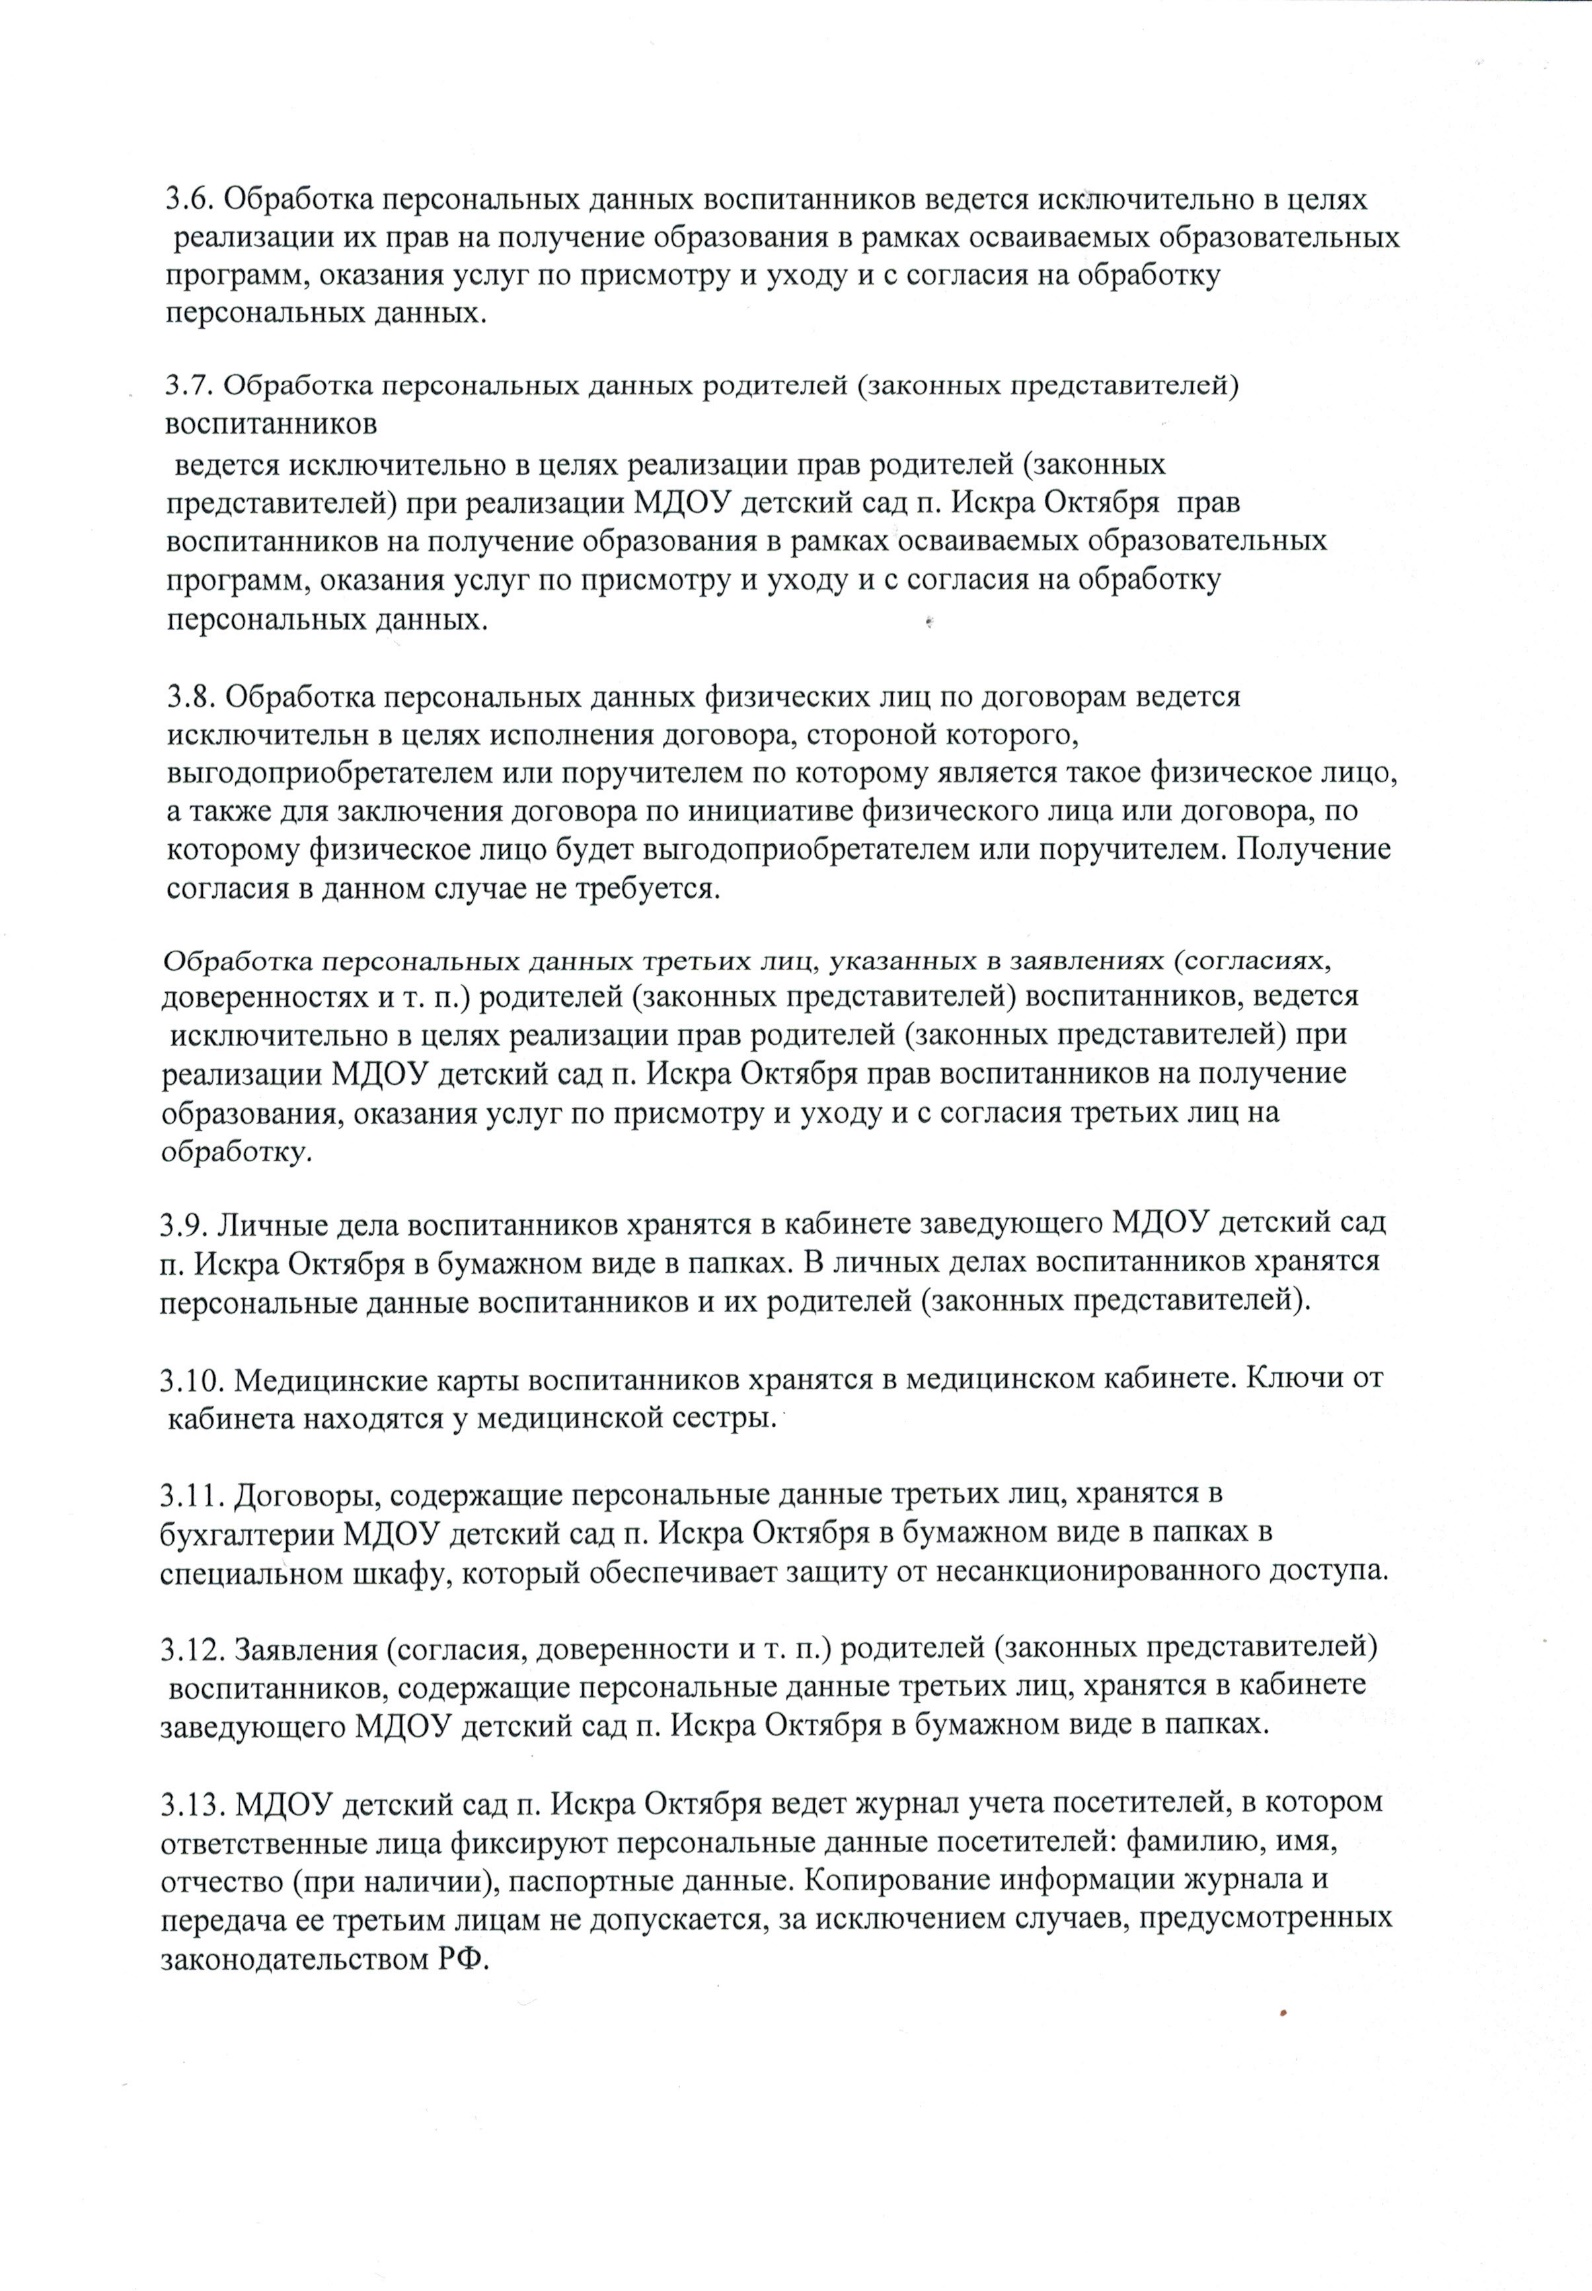 3.6. Обработка персональных данных воспитанников ведется исключительно в целях
реализации их прав на получение образования в рамках осваиваемых образовательных
программ, оказания услуг по присмотру и уходу и с согласия на обработку
персональных данных.
3.7. Обработка персональных данных родителей (законных представителей)
воспитанников
ведется исключительно в целях реализации прав родителей (законных
представителей) при реализации МДОУ детский сад п. Искра Октября прав
воспитанников на получение образования в рамках осваиваемых образовательных
программ, оказания услуг по присмотру и уходу и с согласия на обработку
персональных данных.
3.8. Обработка персональных данных физических лиц по договорам ведется
исключительн в целях исполнения договора, стороной которого,
выгодоприобретателем или поручителем по которому является такое физическое лицо,
а также для заключения договора по инициативе физического лица или договора, по
которому физическое лицо будет выгодоприобретателем или поручителем. Получение
согласия в данном случае не требуется.
Обработка персональных данных третьих лиц, указанных в заявлениях (согласиях,
доверенностях и т. п.) родителей (законных представителей) воспитанников, ведется
исключительно в целях реализации прав родителей (законных представителей) при
реализации МДОУ детский сад п. Искра Октября прав воспитанников на получение
образования, оказания услуг по присмотру и уходу и с согласия третьих лиц на
обработку.
3.9. Личные дела воспитанников хранятся в кабинете заведующего МДОУ детский сад
п. Искра Октября в бумажном виде в папках. В личных делах воспитанников хранятся
персональные данные воспитанников и их родителей (законных представителей).
3.10. Медицинские карты воспитанников хранятся в медицинском кабинете. Ключи от
кабинета находятся у медицинской сестры.
3.11. Договоры, содержащие персональные данные третьих лиц, хранятся в
бухгалтерии МДОУ детский сад п. Искра Октября в бумажном виде в папках в
специальном шкафу, который обеспечивает защиту от несанкционированного доступа.
3.12. Заявления (согласия, доверенности и т. п.) родителей (законных представителей)
воспитанников, содержащие персональные данные третьих лиц, хранятся в кабинете
заведующего МДОУ детский сад п. Искра Октября в бумажном виде в папках.
3.13. МДОУ детский сад п. Искра Октября ведет журнал учета посетителей, в котором
ответственные лица фиксируют персональные данные посетителей: фамилию, имя,
отчество (при наличии), паспортные данные. Копирование информации журнала и
передача ее третьим лицам не допускается, за исключением случаев, предусмотренных
законодательством РФ.